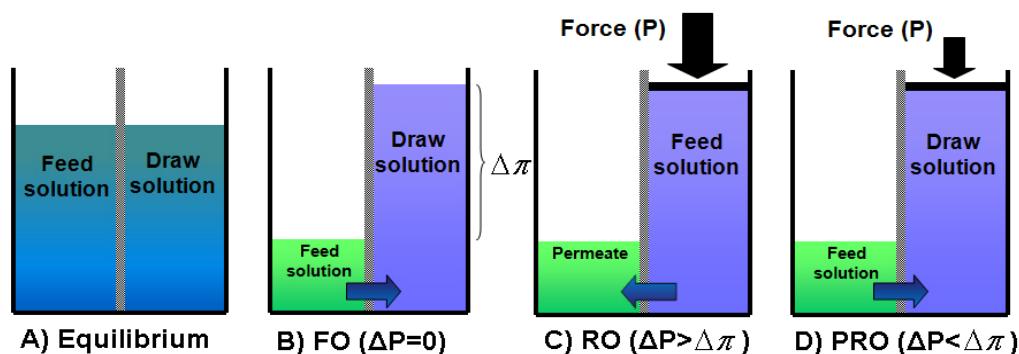 Force (P)
Force (P)
Feed
solution
Draw
solution
Draw
solution
Δπ
Feed
solution
Feed
solution
Permeate
Draw
solution
Feed
solution
A) Equilibrium
B) FO (ΔP=0)
C) RO (ΔP>Δπ)
D) PRO (ΔP<Δπ)